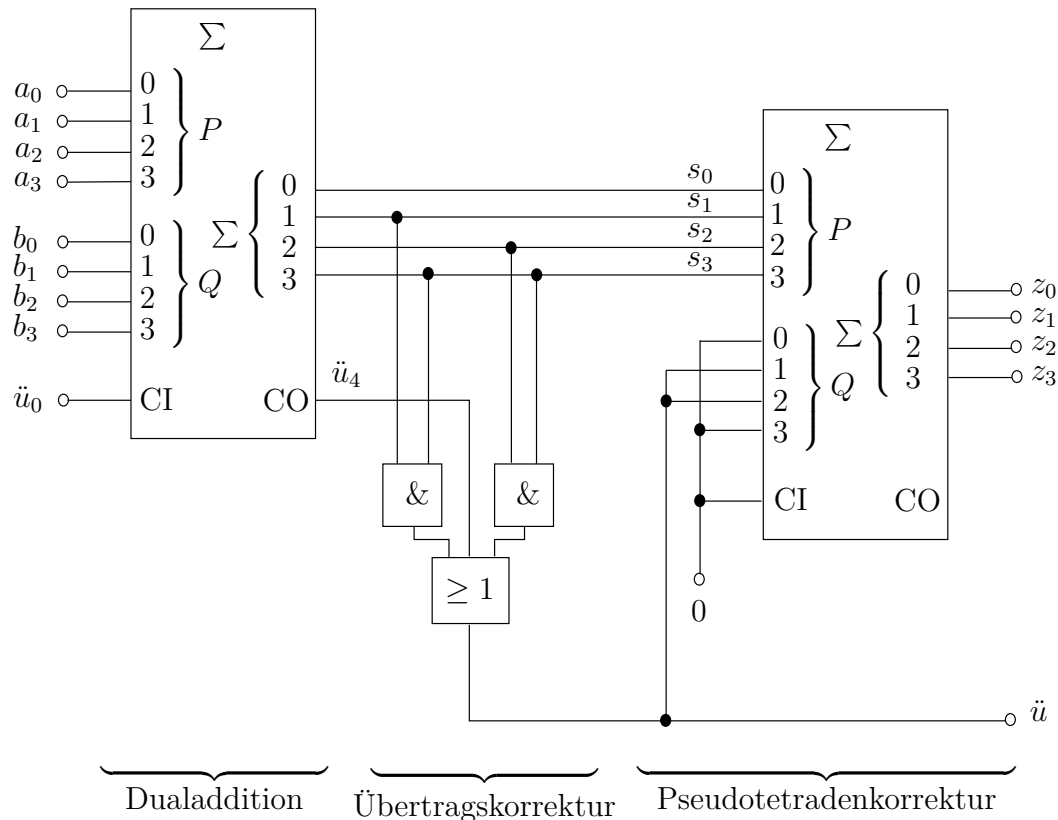 Σ
a₀ 0
a₁ 1
a₂ 2
a₃ 3
P
b₀ 0
b₁ 1
b₂ 2
b₃ 3
Q
Σ
0
1
2
3
ü₀ CI
CO ü₄
s₀
s₁
s₂
s₃
&
&
≥ 1
Σ
0
1
2
3
P
0
1
2
3
Q
Σ
0 z₀
1 z₁
2 z₂
3 z₃
CI
CO
0
ü
Dualaddition
Übertragskorrektur
Pseudotetradenkorrektur